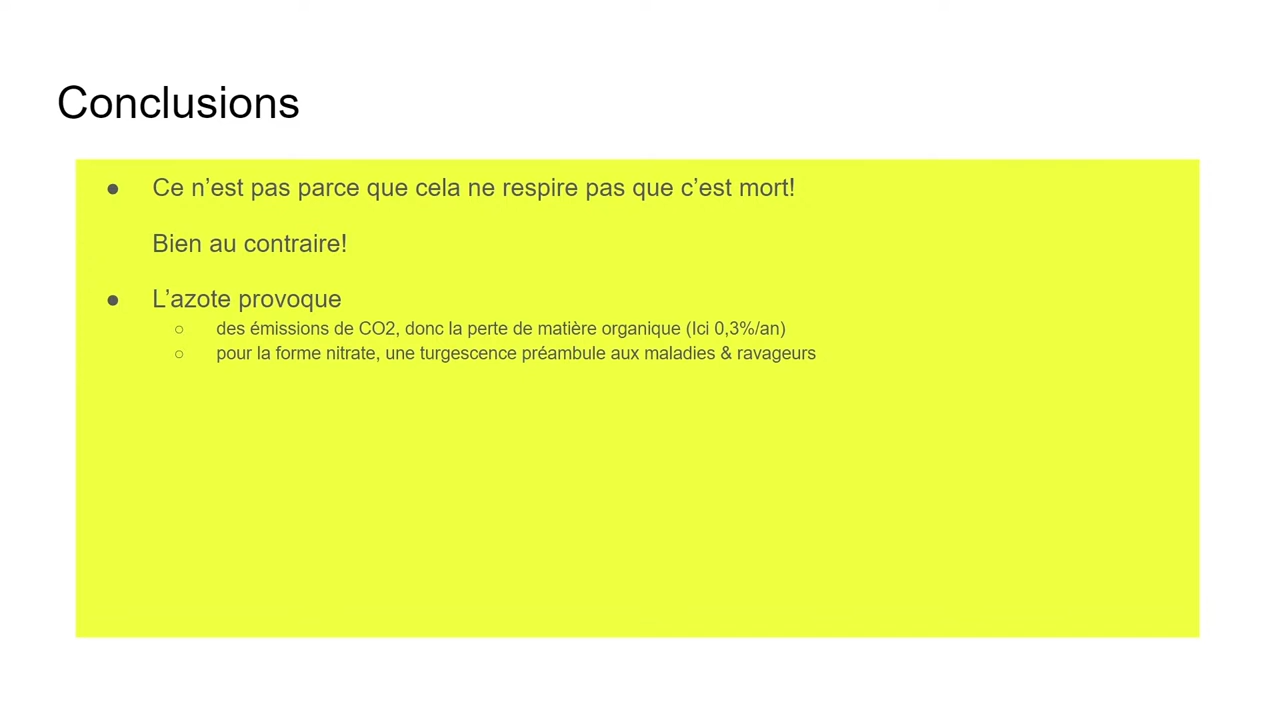 Conclusions
● Ce n’est pas parce que cela ne respire pas que c’est mort!
Bien au contraire!
● L’azote provoque
○ des émissions de CO2, donc la perte de matière organique (Ici 0,3%/an)
○ pour la forme nitrate, une turgescence préambule aux maladies & ravageurs